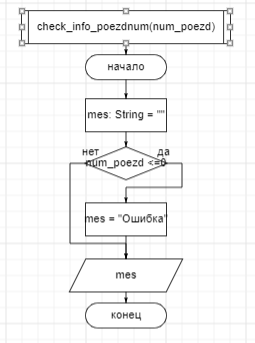 check_info_poezdnum(num_poezd)
начало
mes: String = ""
нет
да
num_poezd <=0
mes = "Ошибка"
mes
конец